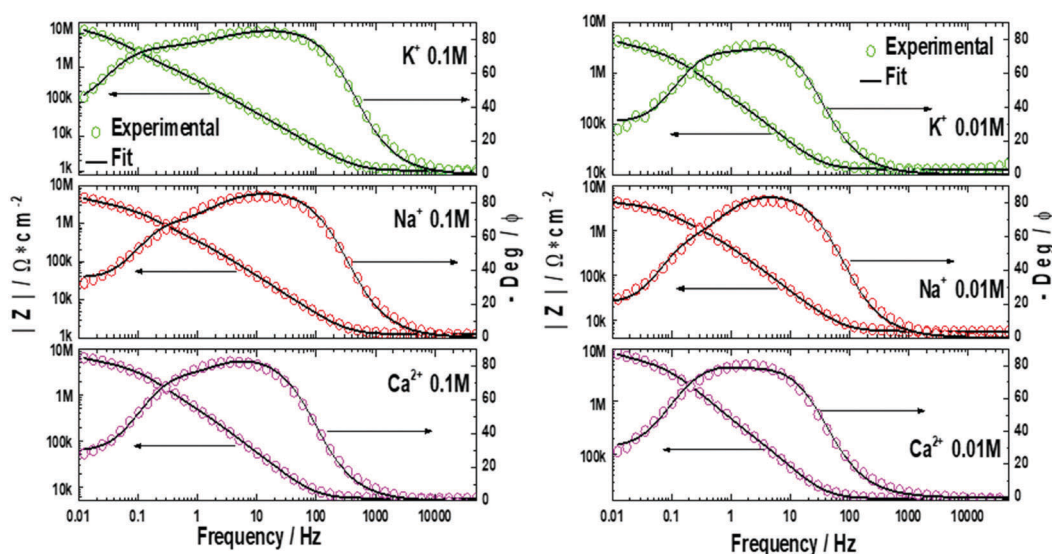 10M
1M
100k
10k
1k
K⁺ 0.1M
Experimental
Fit
80
60
40
20
0
10M
1M
100k
10k
1k
Na⁺ 0.1M
80
60
40
20
0
10M
1M
100k
10k
Ca²⁺ 0.1M
80
60
40
20
0
0.01 0.1 1 10 100 1000 10000
Frequency / Hz
| Z | / Ω*cm⁻²
- Deg / ϕ
10M
1M
100k
10k
Experimental
Fit
K⁺ 0.01M
80
60
40
20
0
10M
1M
100k
10k
Na⁺ 0.01M
80
60
40
20
0
10M
1M
100k
Ca²⁺ 0.01M
80
60
40
20
0
0.01 0.1 1 10 100 1000 10000
Frequency / Hz
| Z | / Ω*cm⁻²
- Deg / ϕ